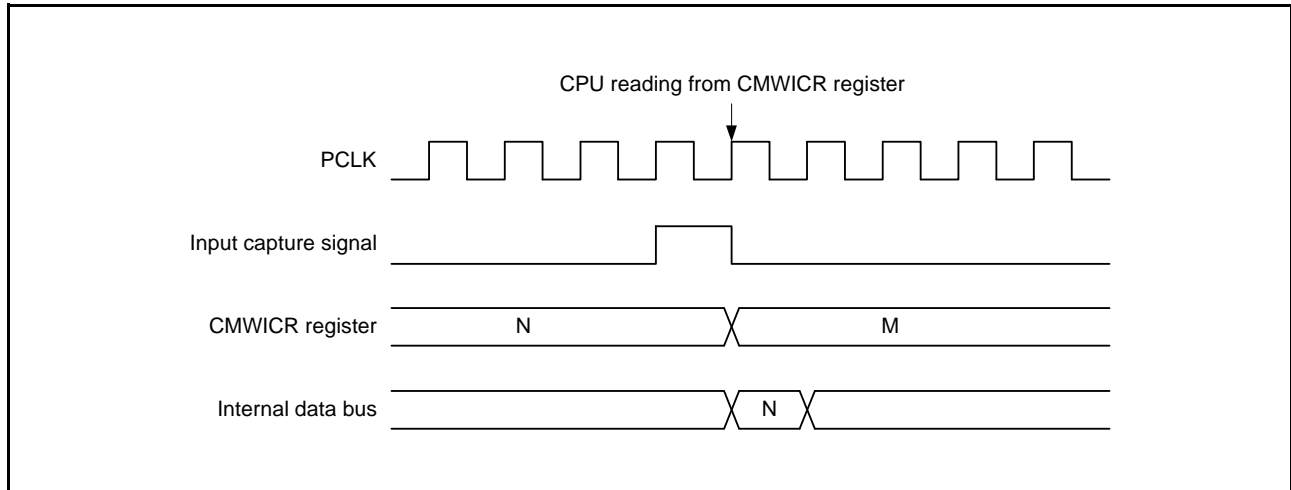 CPU reading from CMWICR register
PCLK
Input capture signal
CMWICR register
N
M
Internal data bus
N